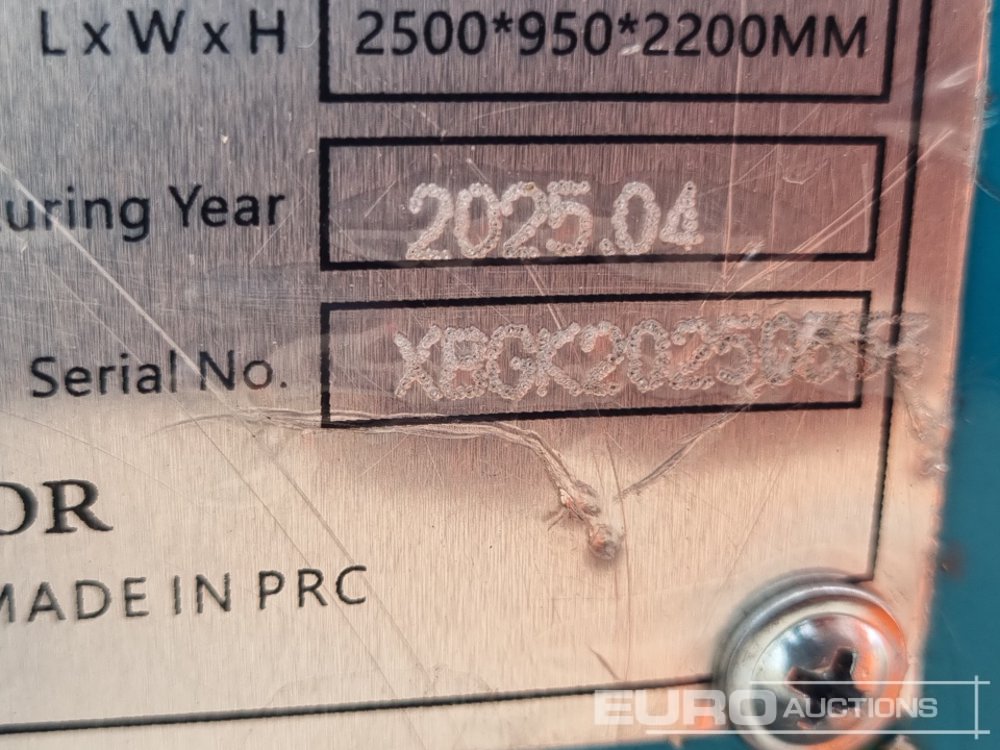 L x W x H 2500*950*2200MM
uring Year 2025.04
Serial No.
OR
MADE IN PRC
EURO AUCTIONS